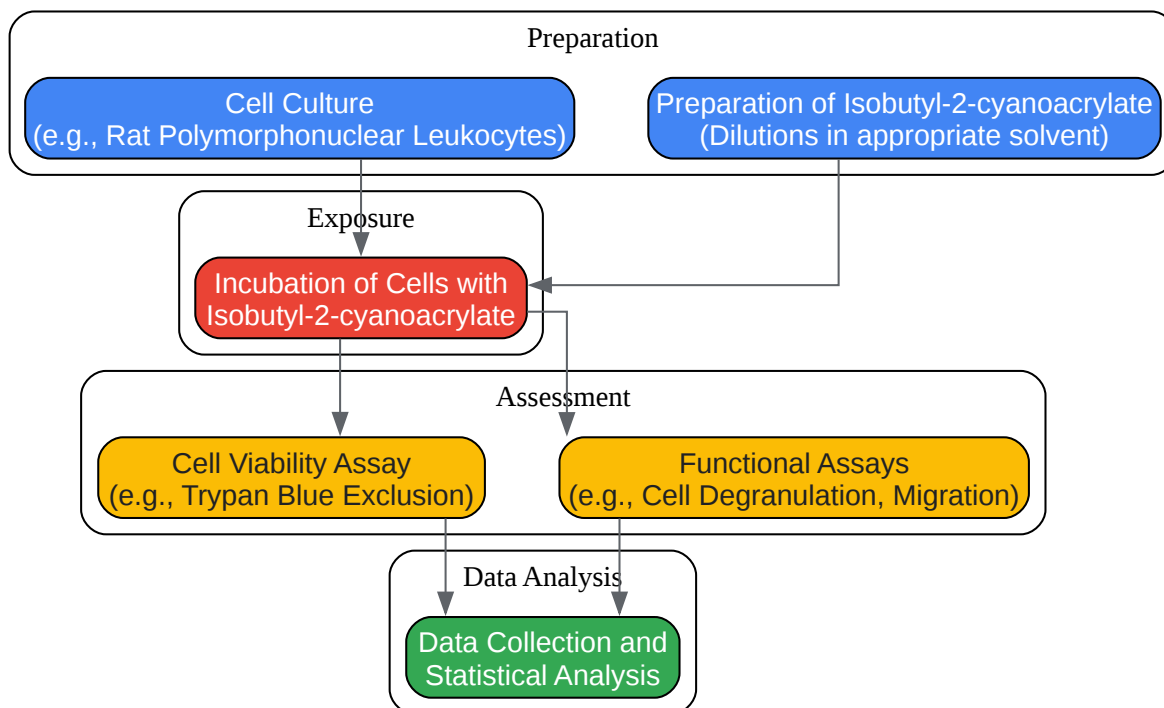 Preparation
Cell Culture
(e.g., Rat Polymorphonuclear Leukocytes)
Preparation of Isobutyl-2-cyanoacrylate
(Dilutions in appropriate solvent)
Exposure
Incubation of Cells with
Isobutyl-2-cyanoacrylate
Assessment
Cell Viability Assay
(e.g., Trypan Blue Exclusion)
Functional Assays
(e.g., Cell Degranulation, Migration)
Data Analysis
Data Collection and
Statistical Analysis